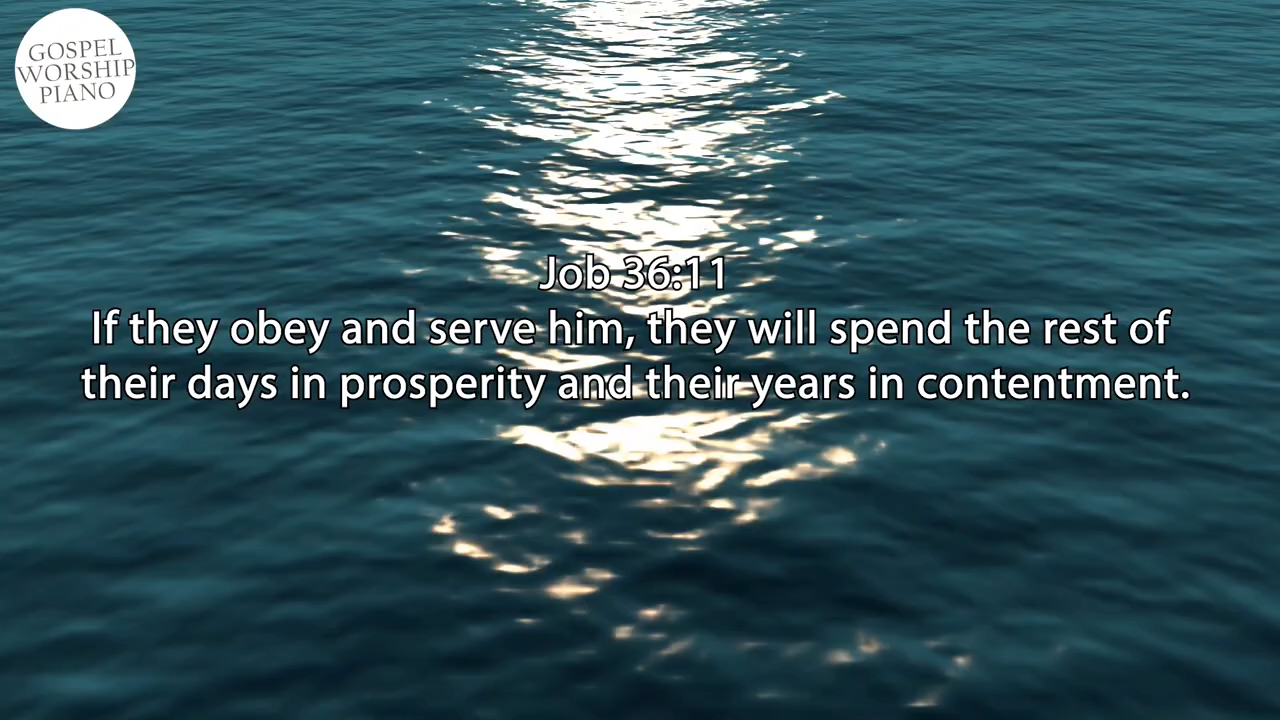 GOSPEL
WORSHIP
PIANO
Job 36:11
If they obey and serve him, they will spend the rest of
their days in prosperity and their years in contentment.